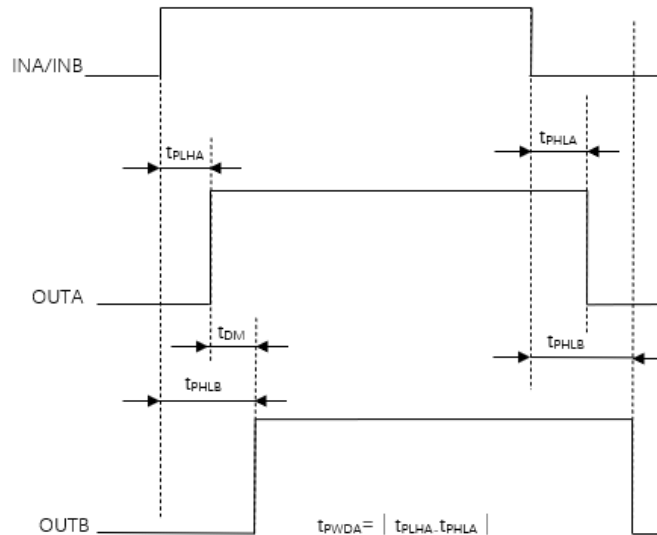 INA/INB
tPLHA
tPHLA
OUTA
tDM
tPHLB
tPHLB
OUTB
tPWDA= | tPLHA-tPHLA |